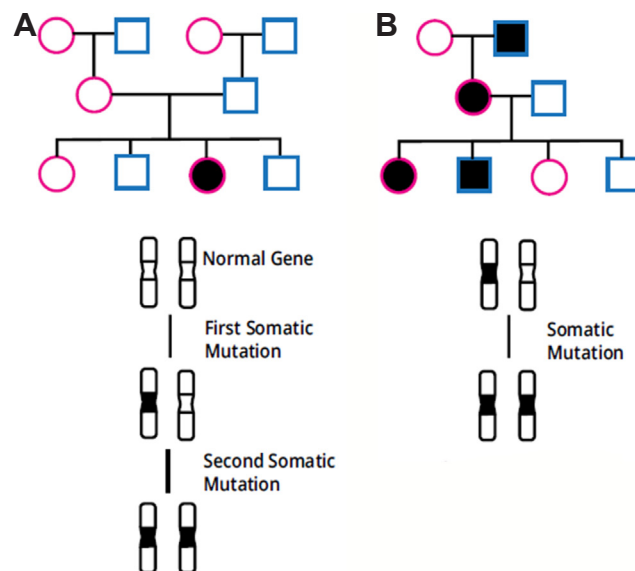 A
B
Normal Gene
First Somatic
Mutation
Somatic
Mutation
Second Somatic
Mutation